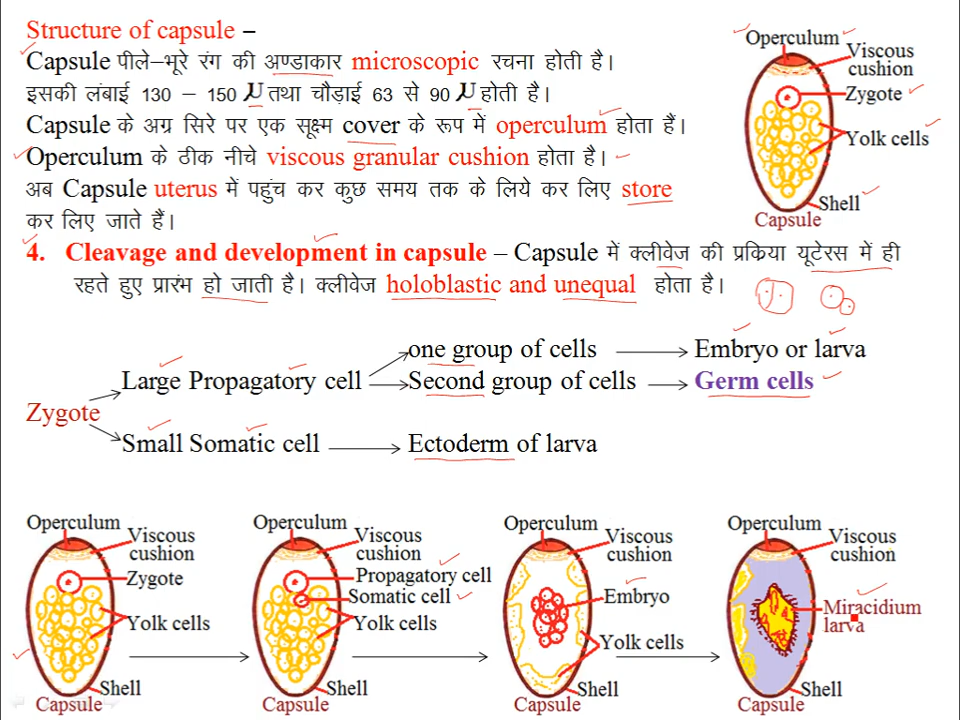 Structure of capsule –
Capsule पीले–भूरे रंग की अण्डाकार microscopic रचना होती है।
इसकी लंबाई 130 – 150 µ तथा चौड़ाई 63 से 90 µ होती है।
Capsule के अग्र सिरे पर एक सूक्ष्म cover के रूप में operculum होता हैं।
Operculum के ठीक नीचे viscous granular cushion होता है।
अब Capsule uterus में पहुंच कर कुछ समय तक के लिये कर लिए store
कर लिए जाते हैं।
Operculum
Viscous
cushion
Zygote
Yolk cells
Shell
Capsule
4. Cleavage and development in capsule – Capsule में क्लीवेज की प्रक्रिया यूटेरस में ही
रहते हुए प्रारंभ हो जाती है। क्लीवेज holoblastic and unequal होता है।
one group of cells Embryo or larva
Large Propagatory cell Second group of cells Germ cells
Zygote
Small Somatic cell Ectoderm of larva
Operculum
Viscous
cushion
Zygote
Yolk cells
Shell
Capsule
Operculum
Viscous
cushion
Propagatory cell
Somatic cell
Yolk cells
Shell
Capsule
Operculum
Viscous
cushion
Embryo
Yolk cells
Shell
Capsule
Operculum
Viscous
cushion
Miracidium
larva
Shell
Capsule